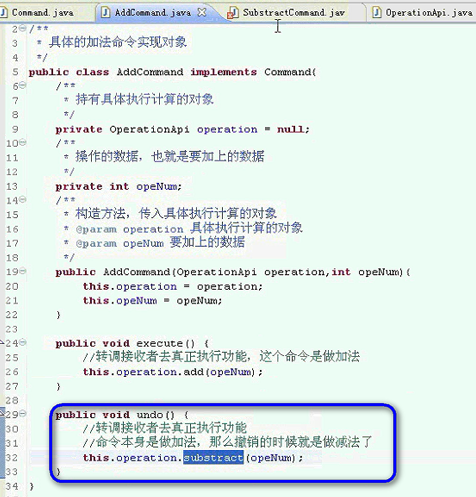 Command.java AddCommand.java SubstractCommand.jav OperationApi.java
2 /**
3 * 具体的加法命令实现对象
4 */
5 public class AddCommand implements Command{
6 /**
7 * 持有具体执行计算的对象
8 */
9 private OperationApi operation = null;
10 /**
11 * 操作的数据，也就是要加上的数据
12 */
13 private int opeNum;
14 /**
15 * 构造方法，传入具体执行计算的对象
16 * @param operation 具体执行计算的对象
17 * @param opeNum 要加上的数据
18 */
19 public AddCommand(OperationApi operation,int opeNum){
20 this.operation = operation;
21 this.opeNum = opeNum;
22 }
23
24 public void execute() {
25 //转调接收者去真正执行功能，这个命令是做加法
26 this.operation.add(opeNum);
27 }
28
29 public void undo() {
30 //转调接收者去真正执行功能
31 //命令本身是做加法，那么撤销的时候就是做减法了
32 this.operation.substract(opeNum);
33 }
34 }